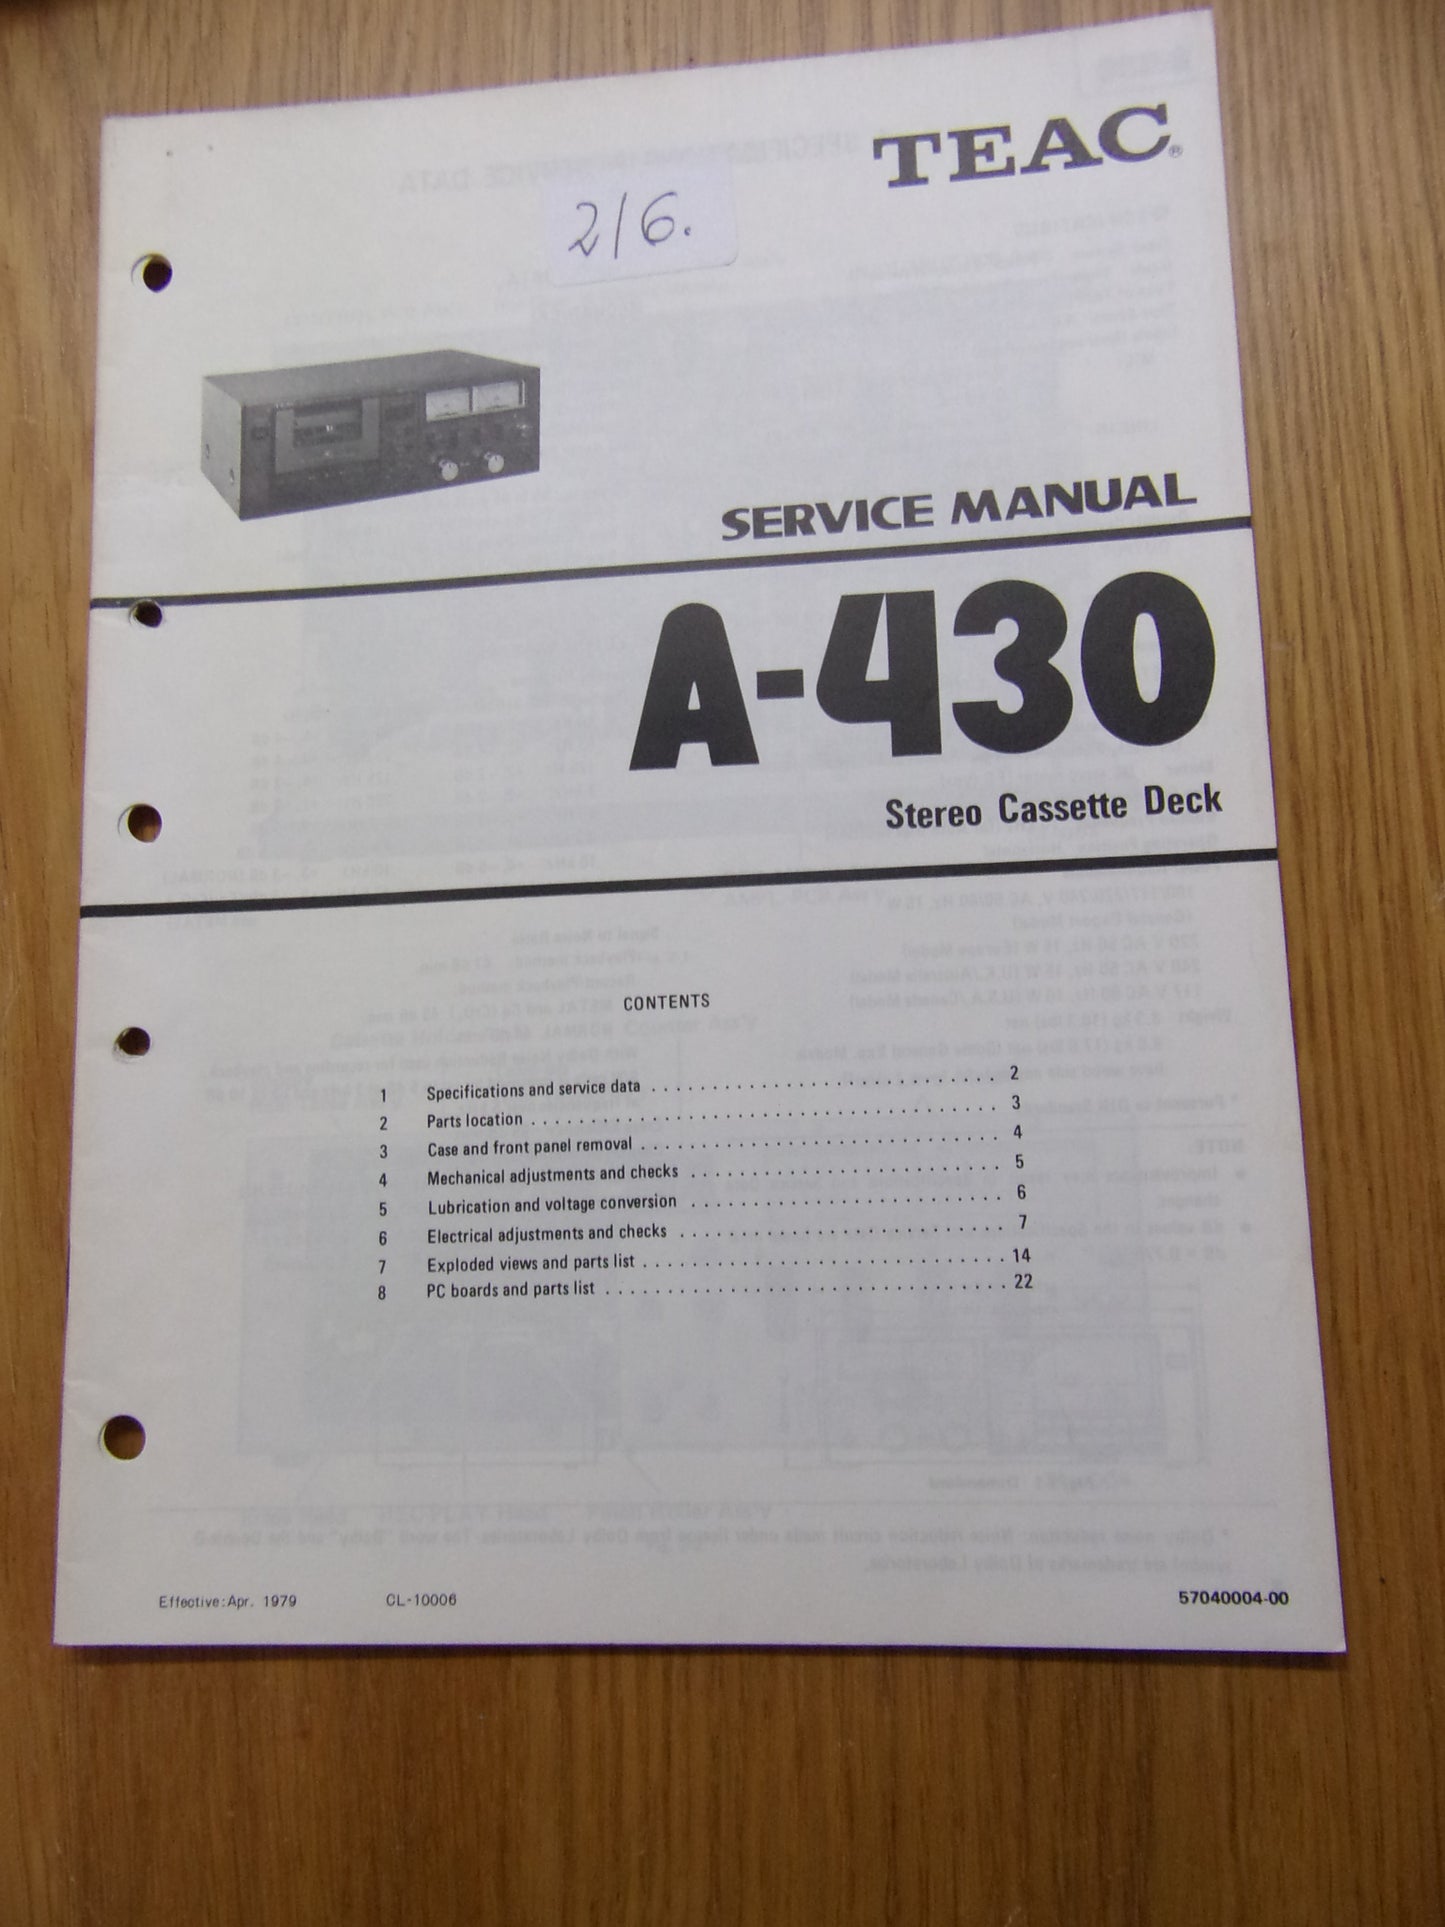 TEAC®
2/6.
SERVICE MANUAL
A-430
Stereo Cassette Deck
CONTENTS
1 Specifications and service data . . . . . . . . . . . . . . . . . . . . . . . . . . . 2
2 Parts location . . . . . . . . . . . . . . . . . . . . . . . . . . . . . . . . . . . . 3
3 Case and front panel removal . . . . . . . . . . . . . . . . . . . . . . . . . . . . 4
4 Mechanical adjustments and checks . . . . . . . . . . . . . . . . . . . . . . . . 5
5 Lubrication and voltage conversion . . . . . . . . . . . . . . . . . . . . . . . . 6
6 Electrical adjustments and checks . . . . . . . . . . . . . . . . . . . . . . . . . 7
7 Exploded views and parts list . . . . . . . . . . . . . . . . . . . . . . . . . . . . 14
8 PC boards and parts list . . . . . . . . . . . . . . . . . . . . . . . . . . . . . . . 22
Effective:Apr. 1979 CL-10006 57040004-00